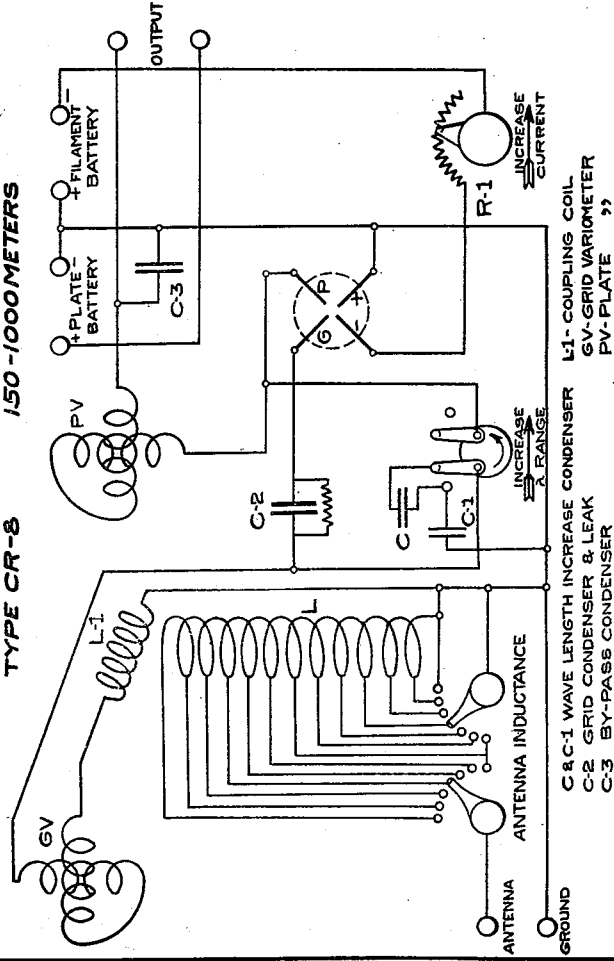 TYPE CR-8 150-1000 METERS
GV
L-1
PV
+ PLATE -
BATTERY
+ FILAMENT -
BATTERY
OUTPUT
C-3
L
C-2
G P
- +
C
C-1
R-1
ANTENNA
GROUND
ANTENNA INDUCTANCE
INCREASE
λ RANGE
INCREASE
CURRENT
C & C-1 WAVE LENGTH INCREASE CONDENSER
C-2 GRID CONDENSER & LEAK
C-3 BY-PASS CONDENSER
L-1- COUPLING COIL
GV-GRID VARIOMETER
PV-PLATE ”